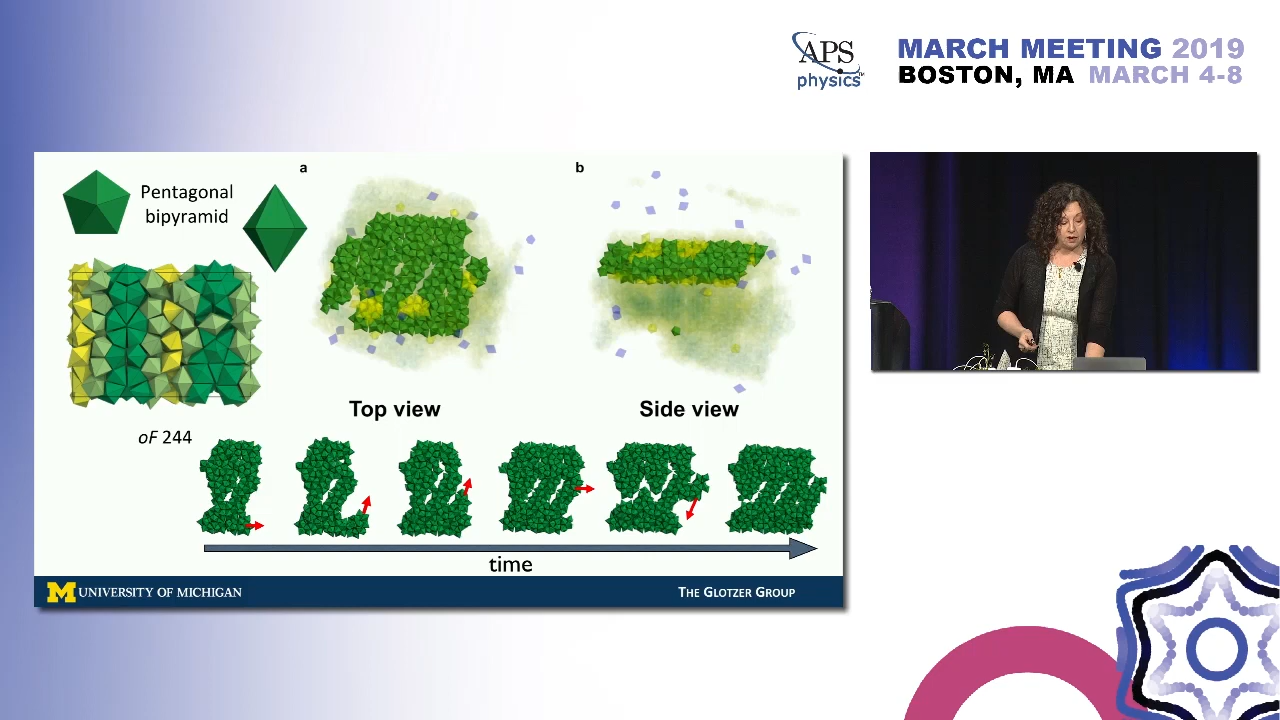 APS
physics™
MARCH MEETING 2019
BOSTON, MA MARCH 4-8
a
b
Pentagonal
bipyramid
Top view
Side view
oF 244
time
M UNIVERSITY OF MICHIGAN
THE GLOTZER GROUP